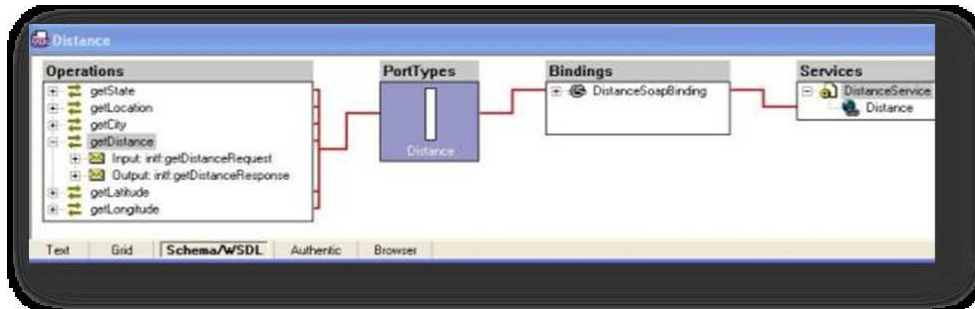 Distance
Operations
getState
getLocation
getCity
getDistance
Input: intf:getDistanceRequest
Output: intf:getDistanceResponse
getLatitude
getLongitude
PortTypes
Distance
Bindings
DistanceSoapBinding
Services
DistanceService
Distance
Text Grid Schema/WSDL Authentic Browser